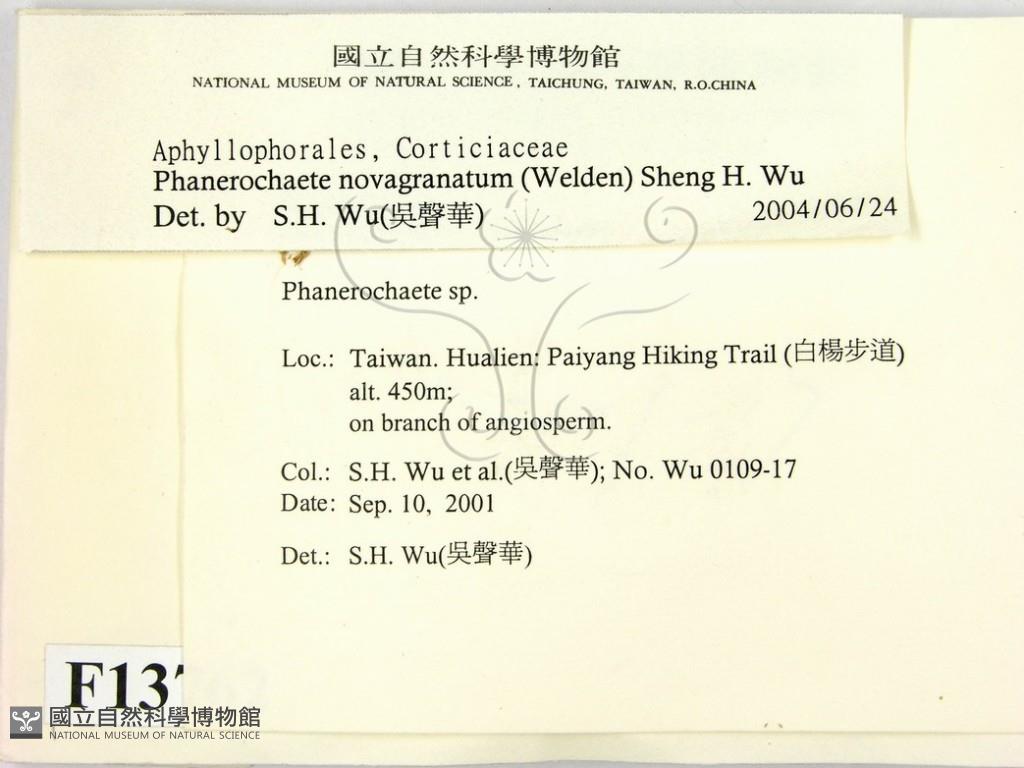 國立自然科學博物館
NATIONAL MUSEUM OF NATURAL SCIENCE, TAICHUNG, TAIWAN, R.O.CHINA
Aphyllophorales, Corticiaceae
Phanerochaete novagranatum (Welden) Sheng H. Wu
Det. by S.H. Wu(吳聲華) 2004/06/24
Phanerochaete sp.
Loc.: Taiwan. Hualien: Paiyang Hiking Trail (白楊步道)
alt. 450m;
on branch of angiosperm.
Col.: S.H. Wu et al.(吳聲華); No. Wu 0109-17
Date: Sep. 10, 2001
Det.: S.H. Wu(吳聲華)
F13
國立自然科學博物館
NATIONAL MUSEUM OF NATURAL SCIENCE